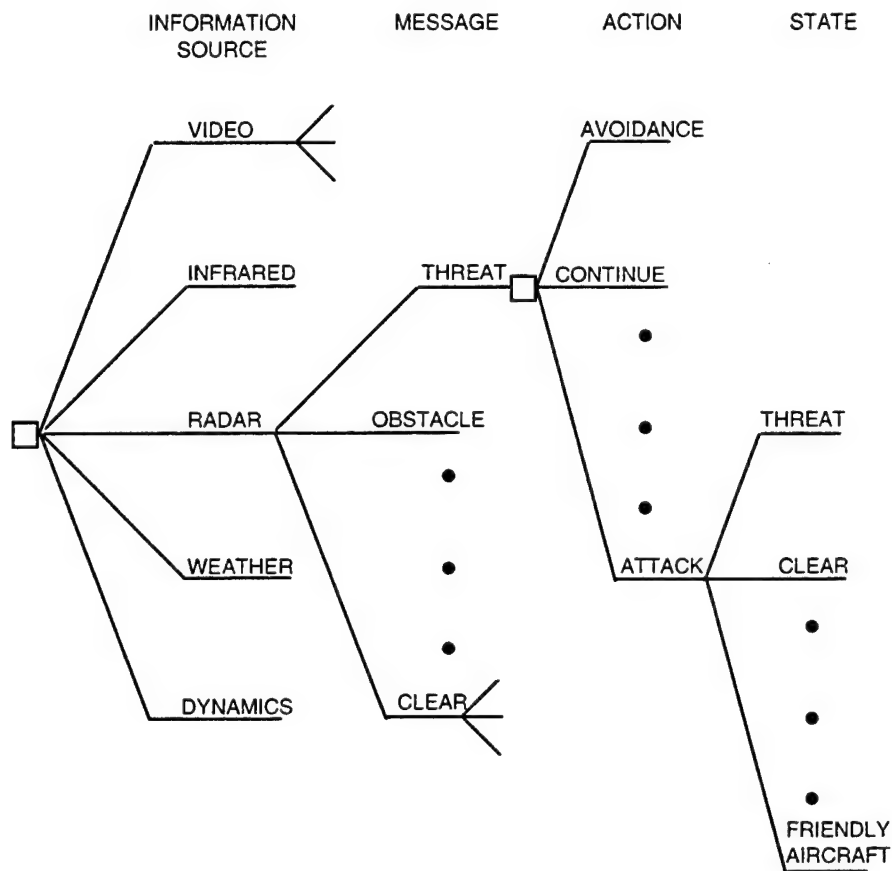 INFORMATION SOURCE
MESSAGE
ACTION
STATE
VIDEO
AVOIDANCE
INFRARED
THREAT
CONTINUE
RADAR
OBSTACLE
THREAT
WEATHER
ATTACK
CLEAR
DYNAMICS
CLEAR
FRIENDLY
AIRCRAFT